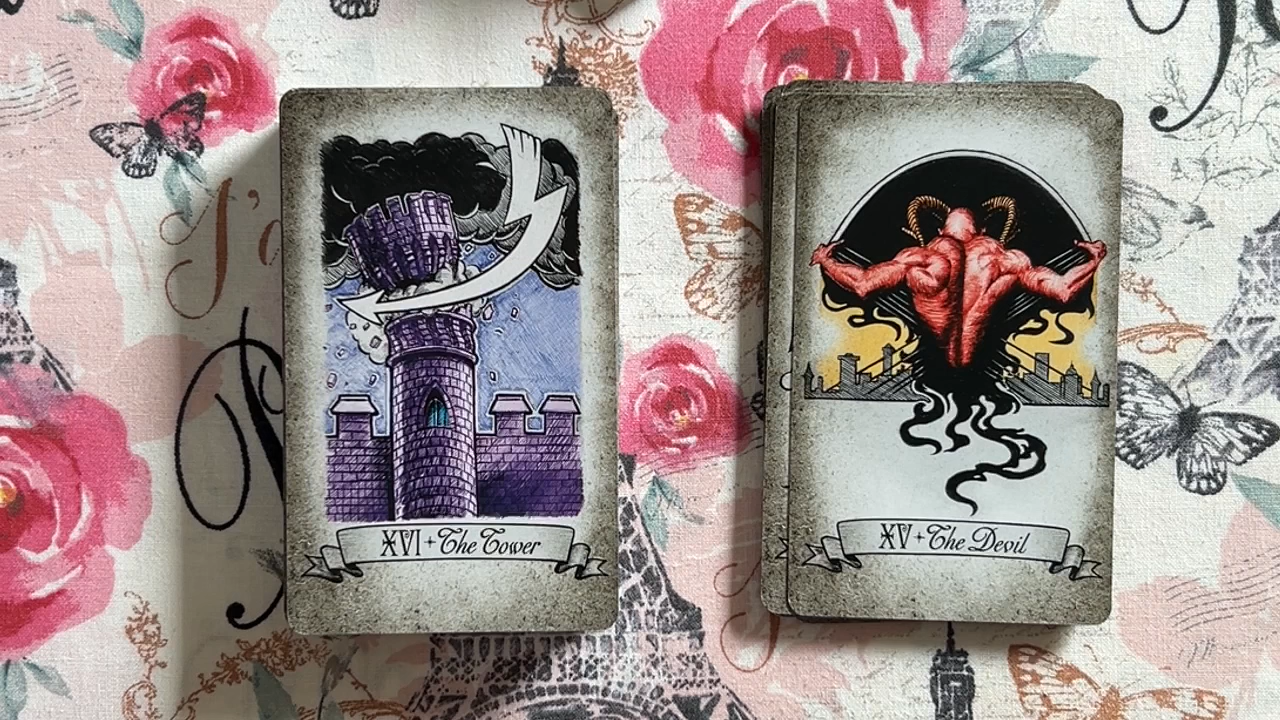 XVI + The Tower
XV + The Devil